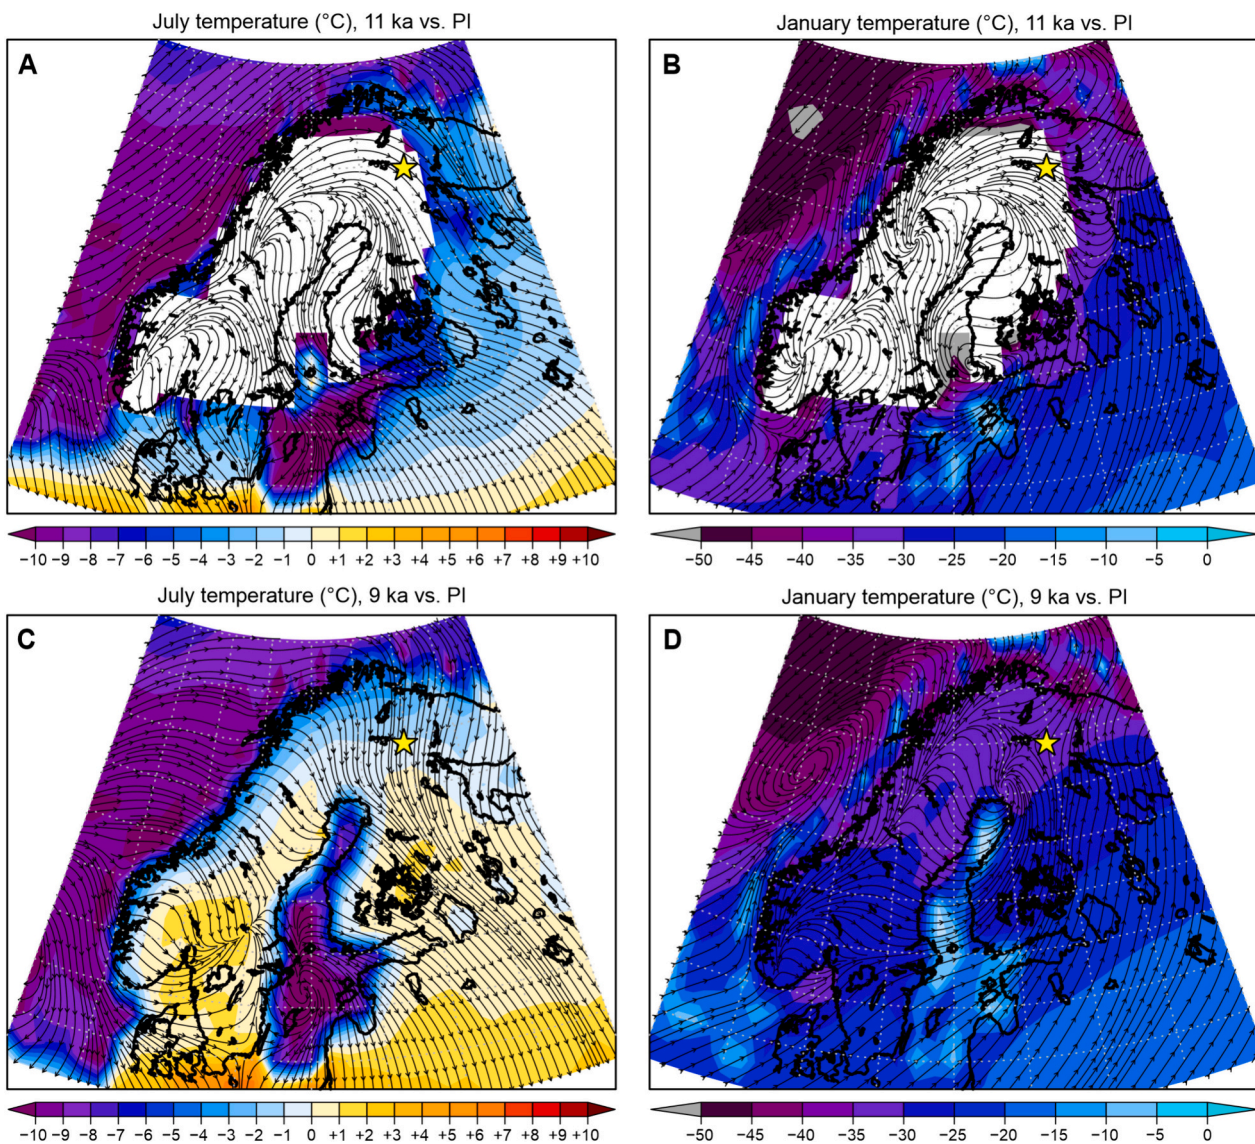 July temperature (°C), 11 ka vs. PI
January temperature (°C), 11 ka vs. PI
A
B
−10 −9 −8 −7 −6 −5 −4 −3 −2 −1 0 +1 +2 +3 +4 +5 +6 +7 +8 +9 +10
−50 −45 −40 −35 −30 −25 −20 −15 −10 −5 0
July temperature (°C), 9 ka vs. PI
January temperature (°C), 9 ka vs. PI
C
D
−10 −9 −8 −7 −6 −5 −4 −3 −2 −1 0 +1 +2 +3 +4 +5 +6 +7 +8 +9 +10
−50 −45 −40 −35 −30 −25 −20 −15 −10 −5 0